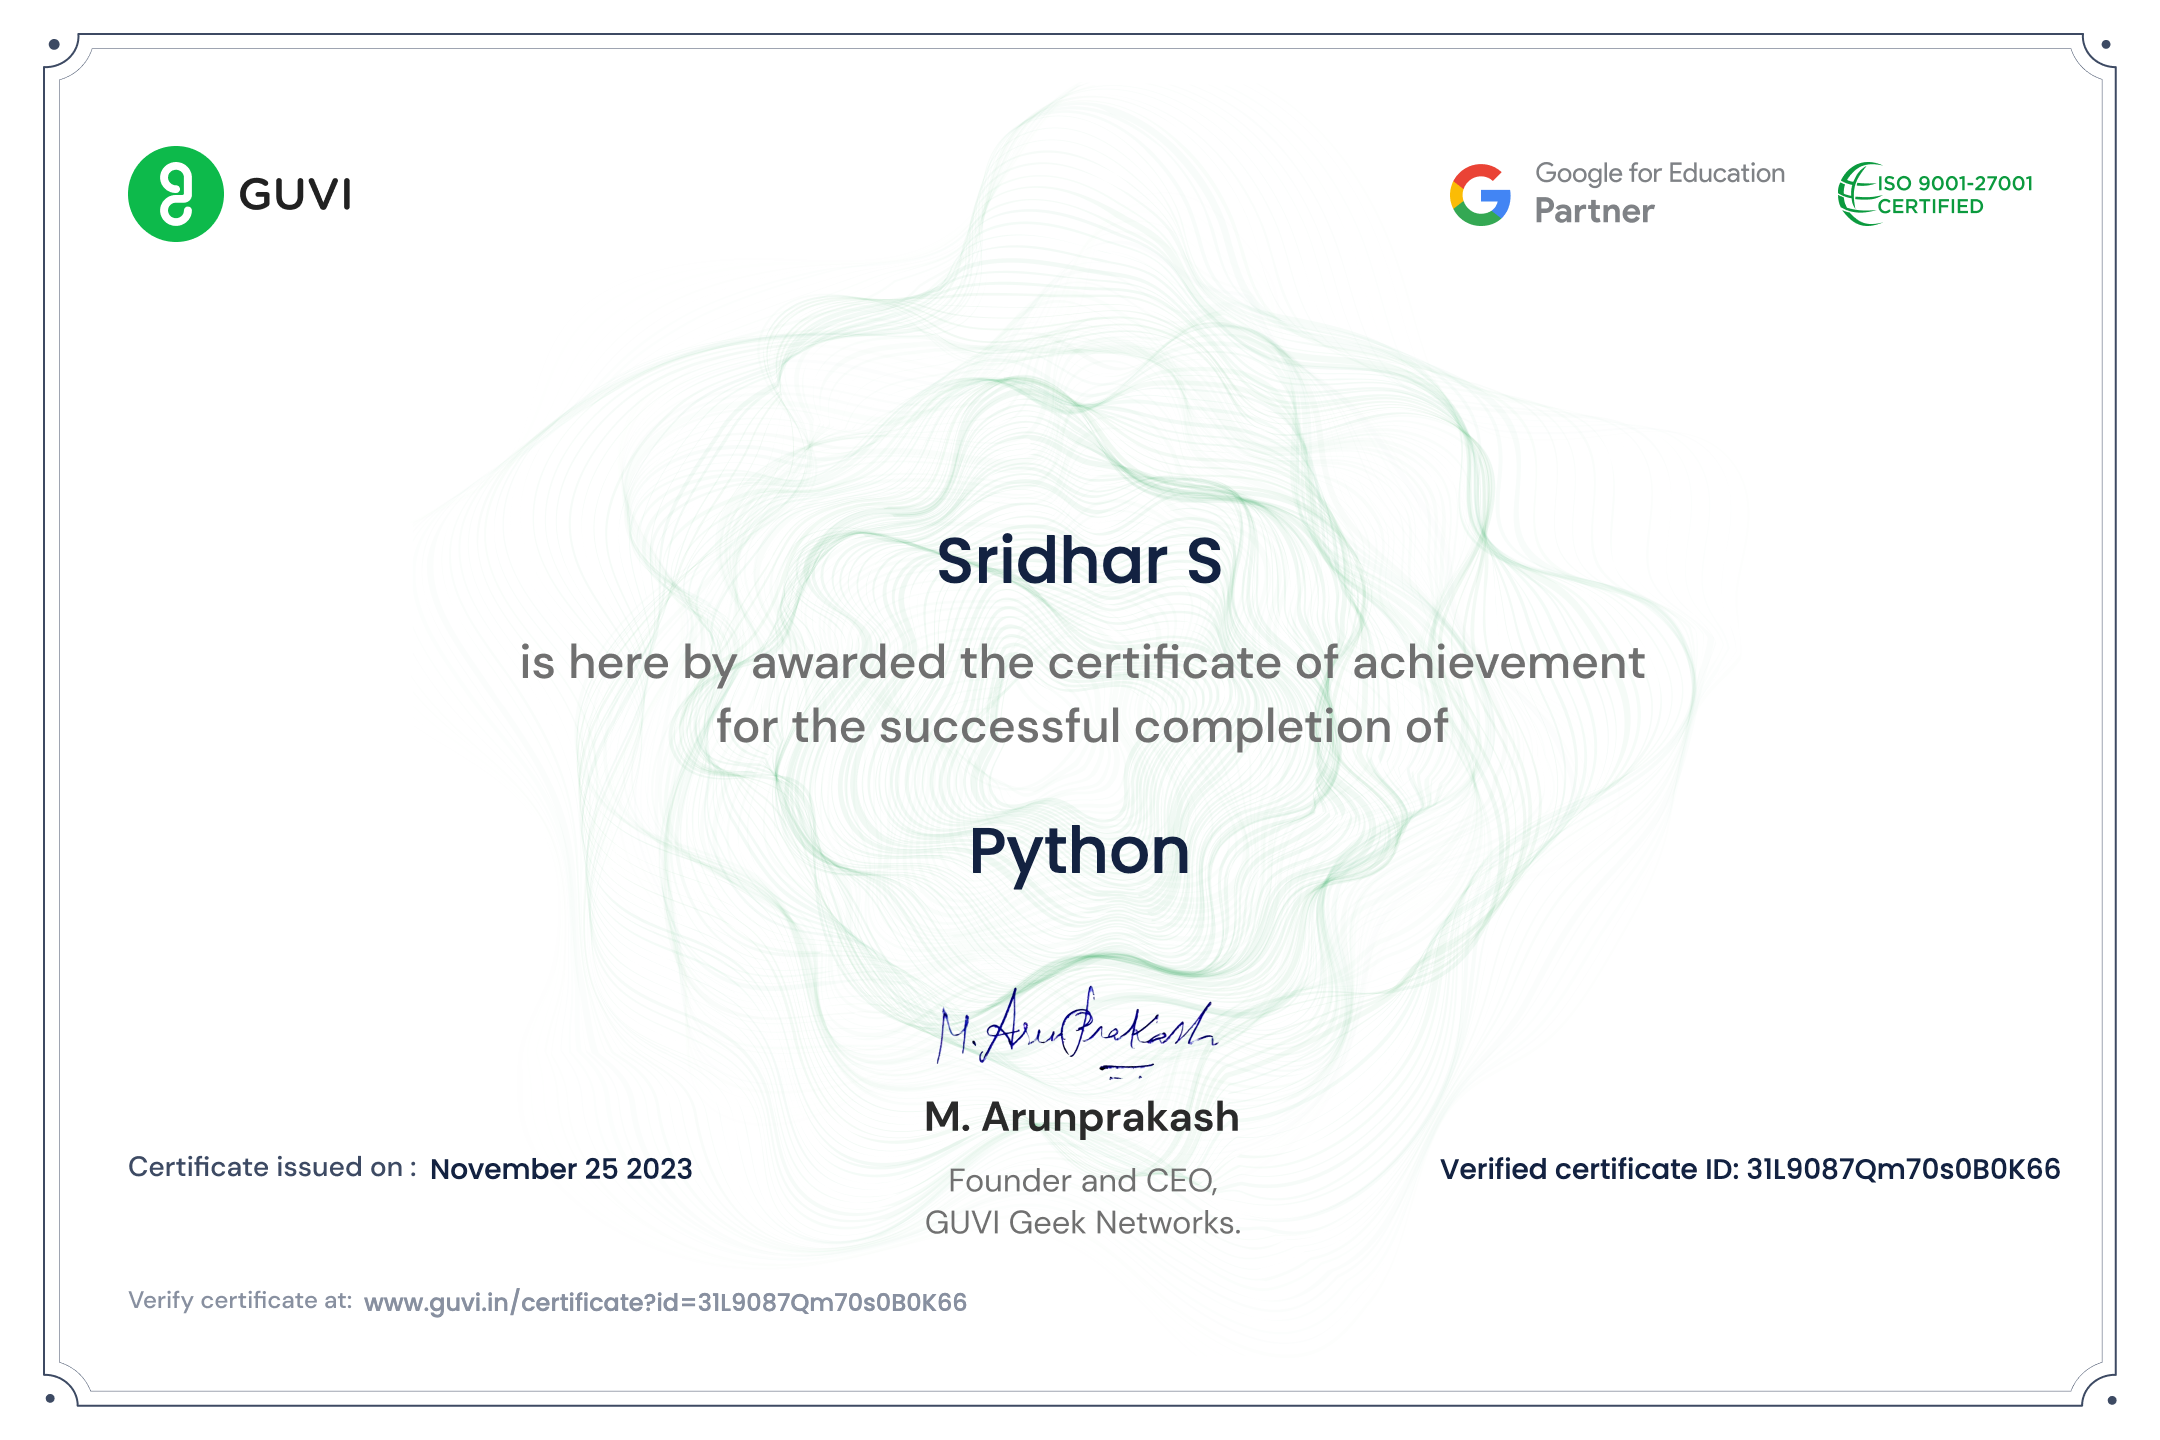 GUVI
Google for Education
Partner
ISO 9001-27001
CERTIFIED
Sridhar S
is here by awarded the certificate of achievement
for the successful completion of
Python
M. ArunPrakash
M. Arunprakash
Founder and CEO,
GUVI Geek Networks.
Certificate issued on : November 25 2023
Verified certificate ID: 31L9087Qm70s0B0K66
Verify certificate at: www.guvi.in/certificate?id=31L9087Qm70s0B0K66